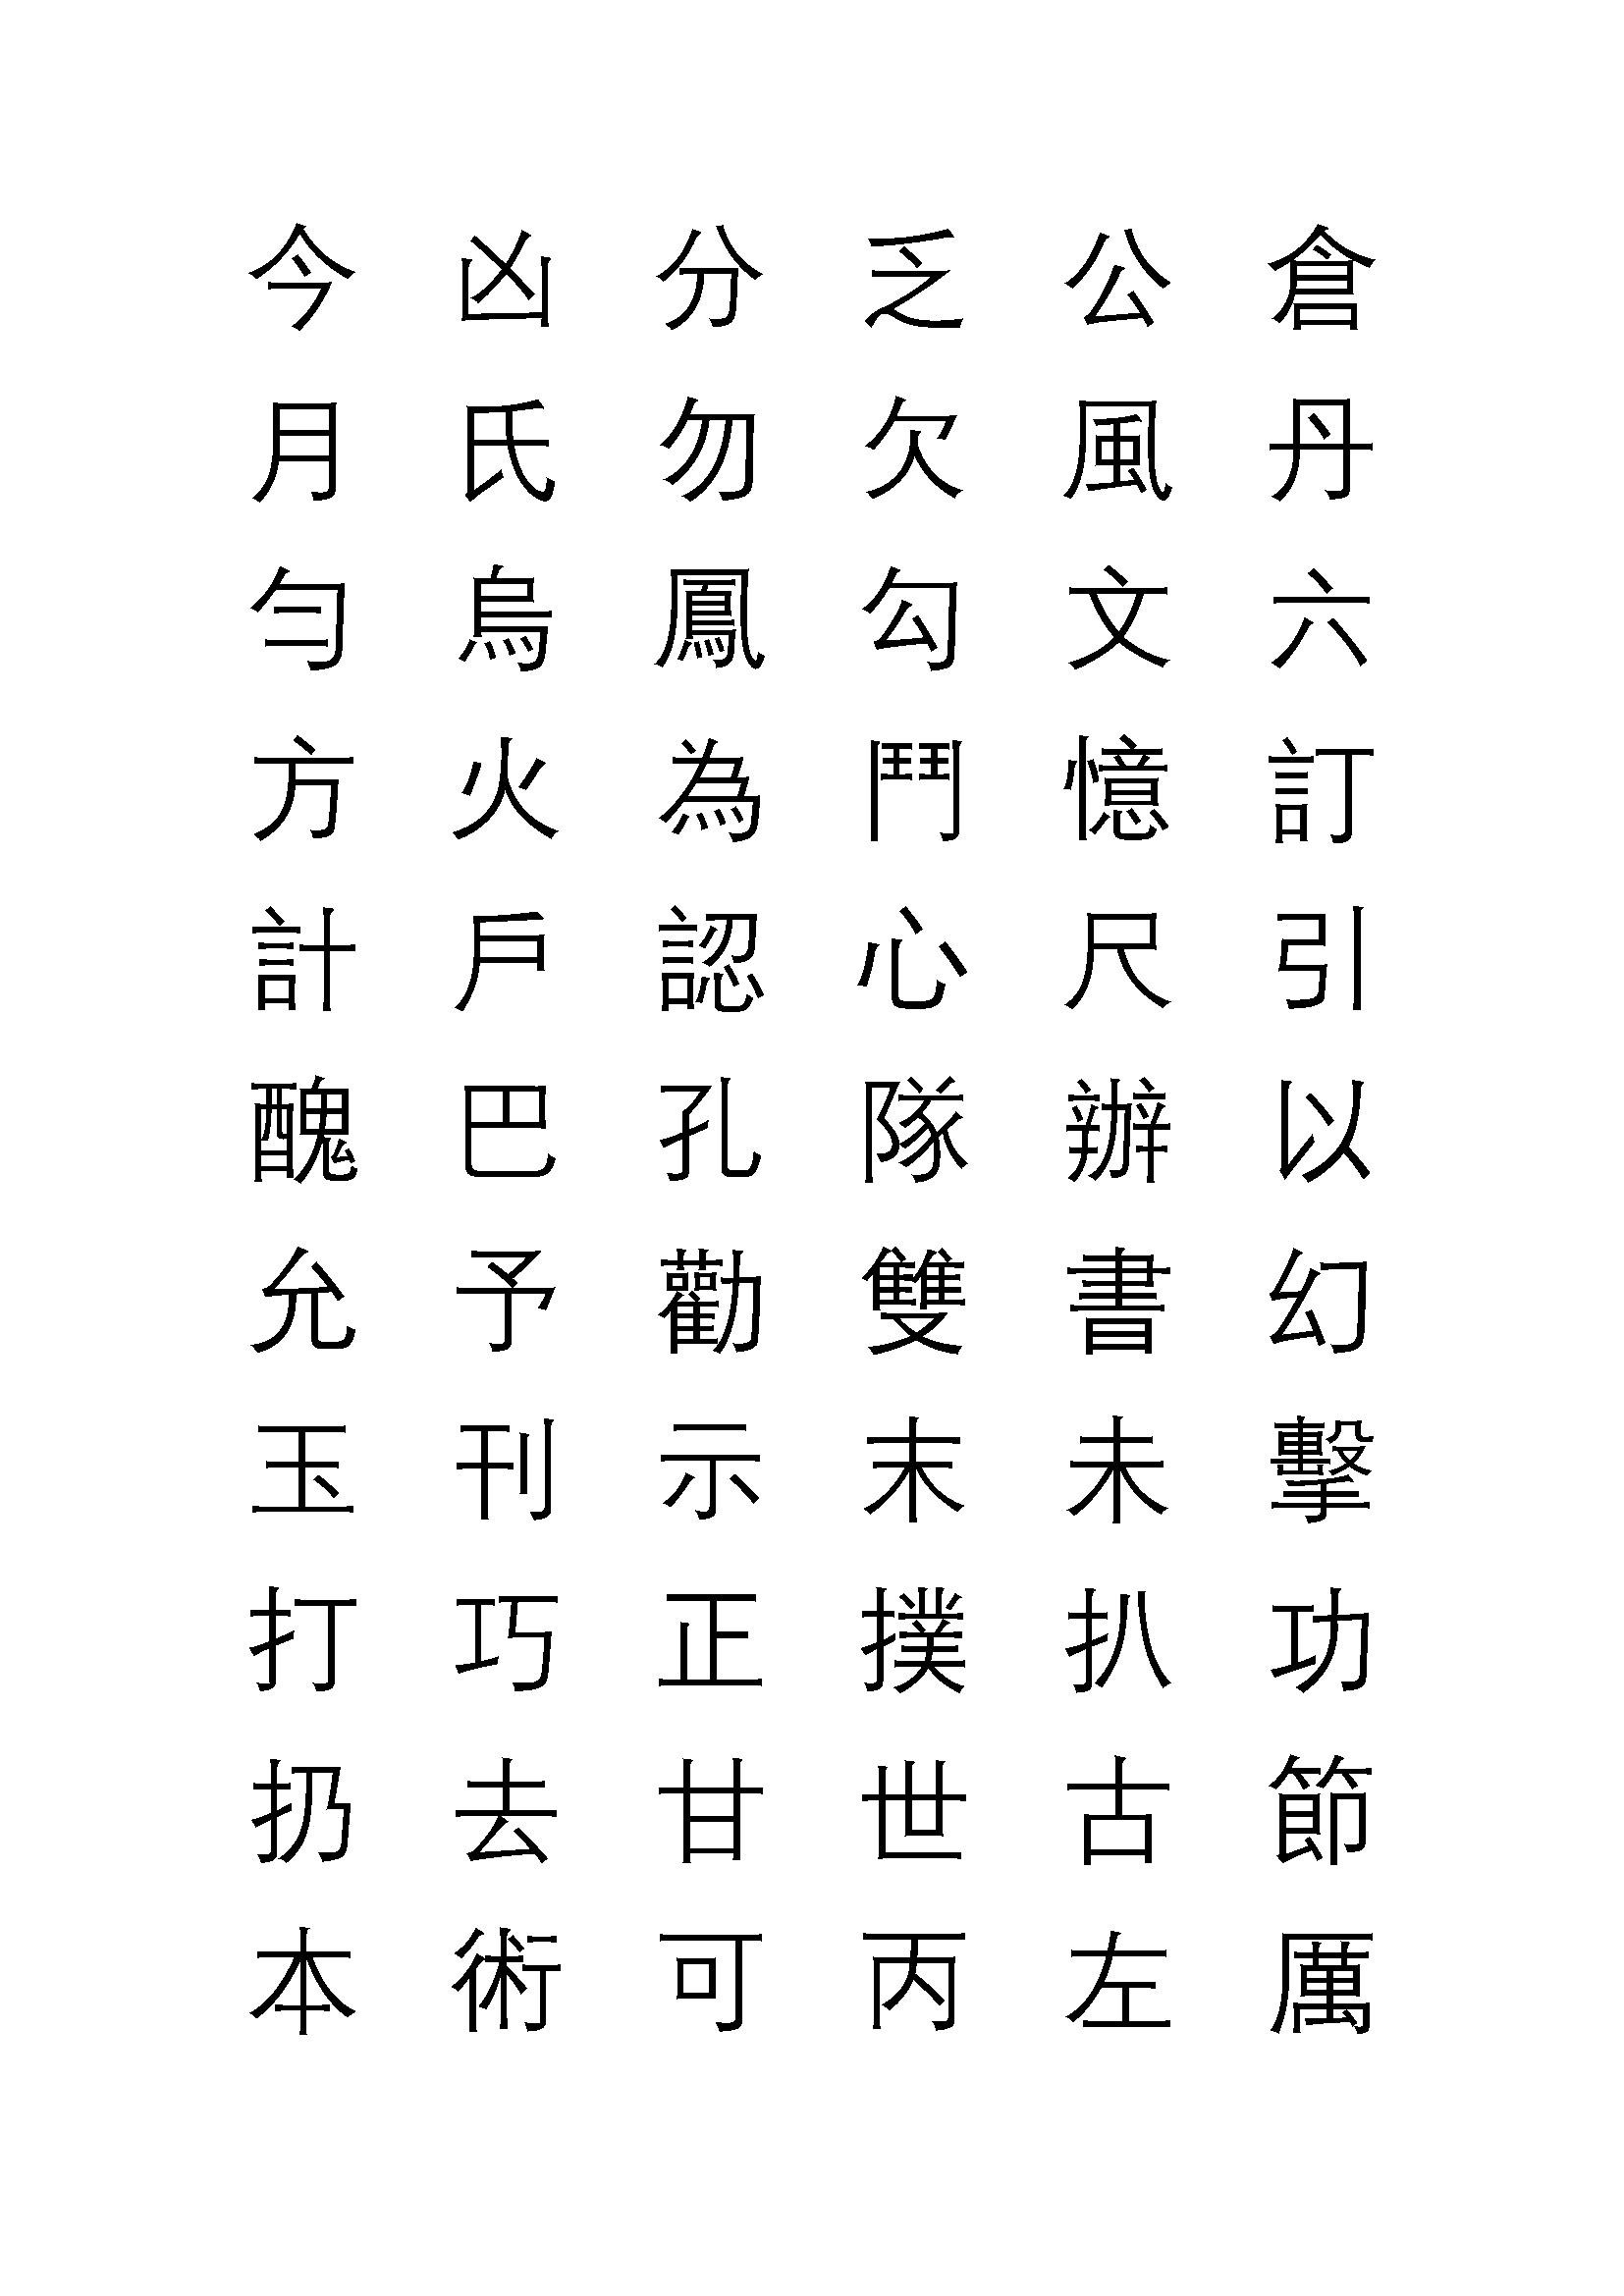 今 凶 分 乏 公 倉
月 氏 勿 欠 風 丹
勻 烏 鳳 勾 文 六
方 火 為 鬥 憶 訂
計 戶 認 心 尺 引
醜 巴 孔 隊 辦 以
允 予 勸 雙 書 幻
玉 刊 示 末 未 擊
打 巧 正 撲 扒 功
扔 去 甘 世 古 節
本 術 可 丙 左 厲